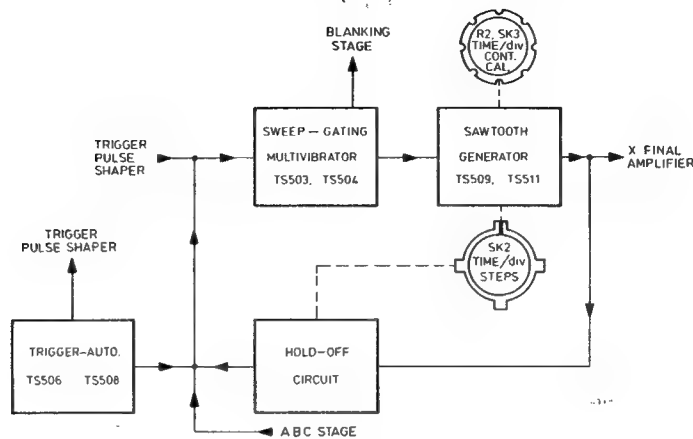 BLANKING
STAGE
R2, SK3
TIME/div
CONT.
CAL.
TRIGGER
PULSE
SHAPER
SWEEP - GATING
MULTIVIBRATOR
TS503, TS504
SAWTOOTH
GENERATOR
TS509, TS511
X FINAL
AMPLIFIER
TRIGGER
PULSE SHAPER
SK2
TIME/div
STEPS
TRIGGER-AUTO.
TS506 TS508
HOLD-OFF
CIRCUIT
ABC STAGE